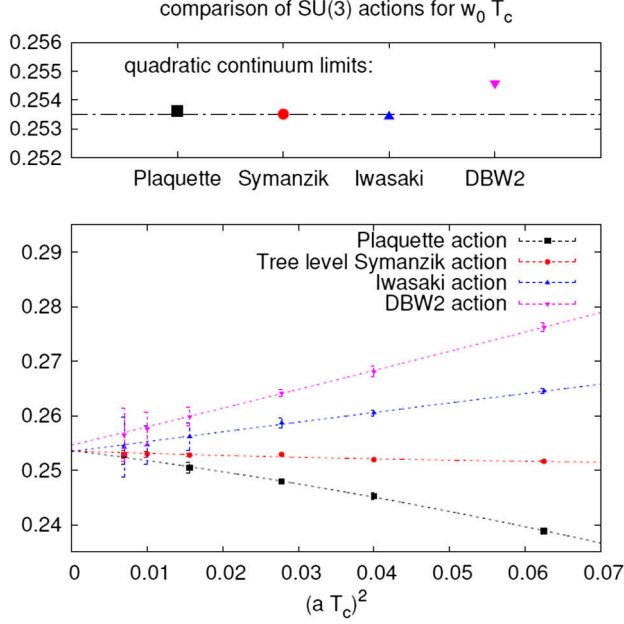 comparison of SU(3) actions for w₀ T_c
0.256
0.255
0.254
0.253
0.252
quadratic continuum limits:
Plaquette Symanzik Iwasaki DBW2
0.29
0.28
0.27
0.26
0.25
0.24
Plaquette action
Tree level Symanzik action
Iwasaki action
DBW2 action
0 0.01 0.02 0.03 0.04 0.05 0.06 0.07
(a T_c)²